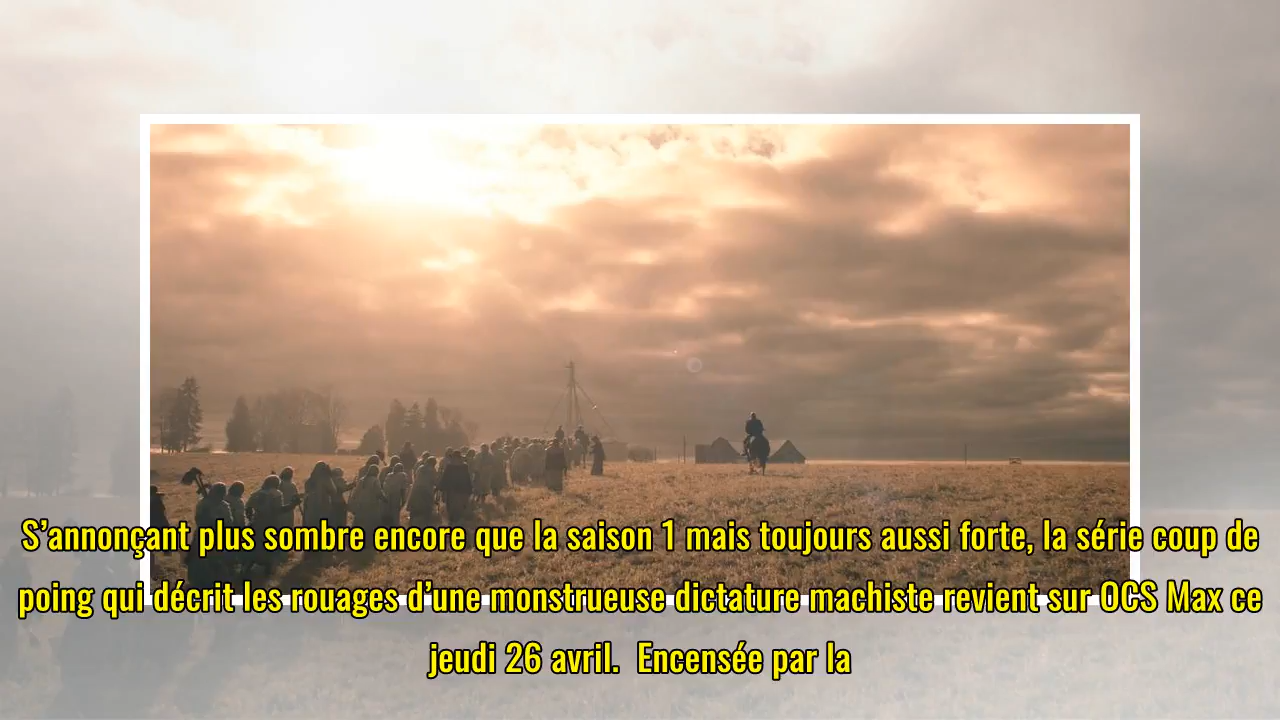 S’annonçant plus sombre encore que la saison 1 mais toujours aussi forte, la série coup de
poing qui décrit les rouages d’une monstrueuse dictature machiste revient sur OCS Max ce
jeudi 26 avril.  Encensée par la